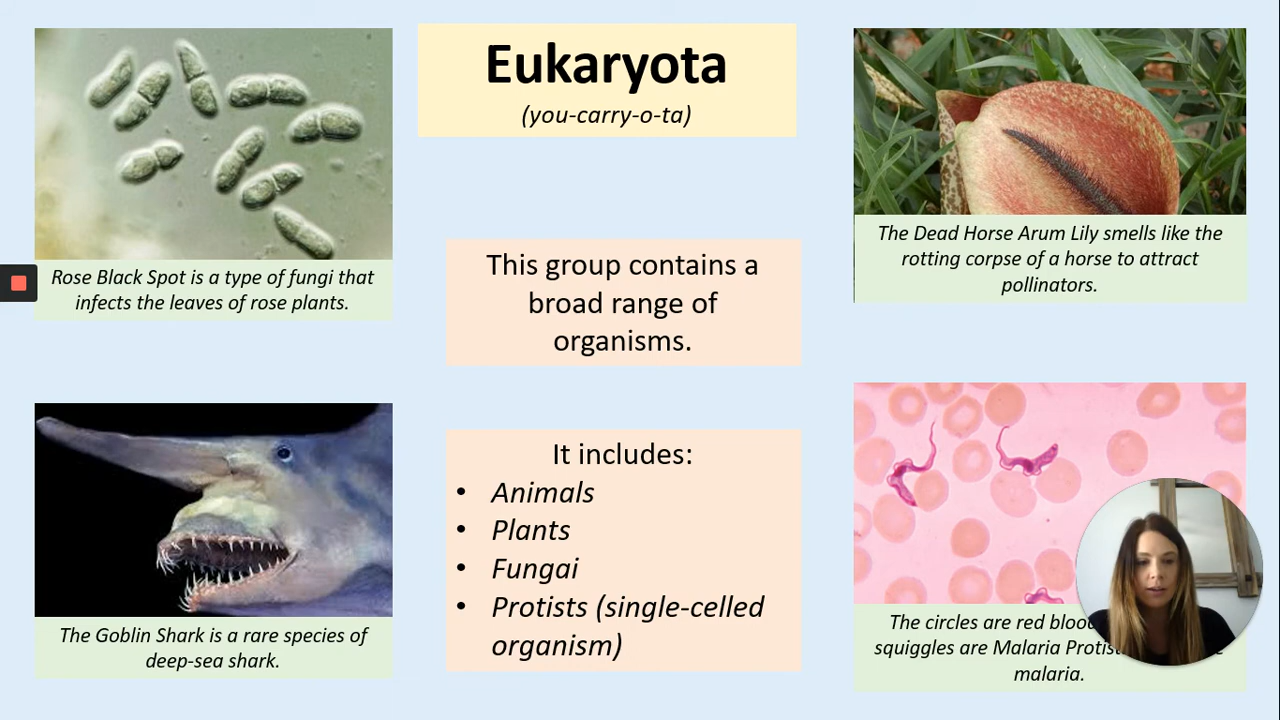 Eukaryota
(you-carry-o-ta)
Rose Black Spot is a type of fungi that
infects the leaves of rose plants.
The Dead Horse Arum Lily smells like the
rotting corpse of a horse to attract
pollinators.
This group contains a
broad range of
organisms.
It includes:
• Animals
• Plants
• Fungai
• Protists (single-celled
organism)
The Goblin Shark is a rare species of
deep-sea shark.
The circles are red
squiggles are Malaria
malaria.